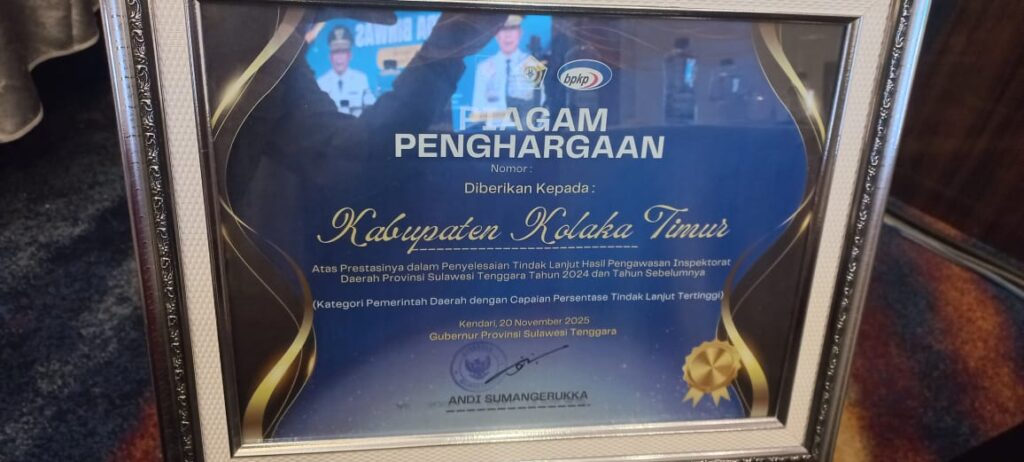 bpkp
PIAGAM
PENGHARGAAN
Nomor :
Diberikan Kepada :
Kabupaten Kolaka Timur
Atas Prestasinya dalam Penyelesaian Tindak Lanjut Hasil Pengawasan Inspektorat
Daerah Provinsi Sulawesi Tenggara Tahun 2024 dan Tahun Sebelumnya
(Kategori Pemerintah Daerah dengan Capaian Persentase Tindak Lanjut Tertinggi)
Kendari, 20 November 2025
Gubernur Provinsi Sulawesi Tenggara
ANDI SUMANGERUKKA